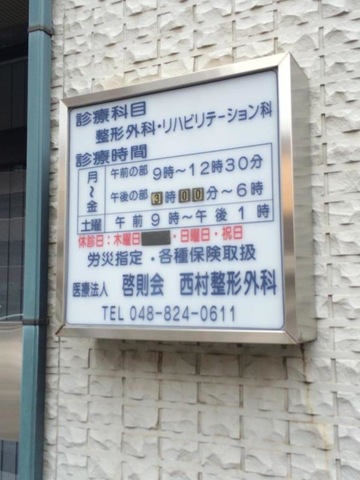 診療科目
整形外科・リハビリテーション科
診療時間
月〜金 午前の部 9時〜12時30分
午後の部 3時00分〜6時
土曜 午前9時〜午後1時
休診日：木曜日・日曜日・祝日
労災指定・各種保険取扱
医療法人 啓則会 西村整形外科
TEL 048-824-0611